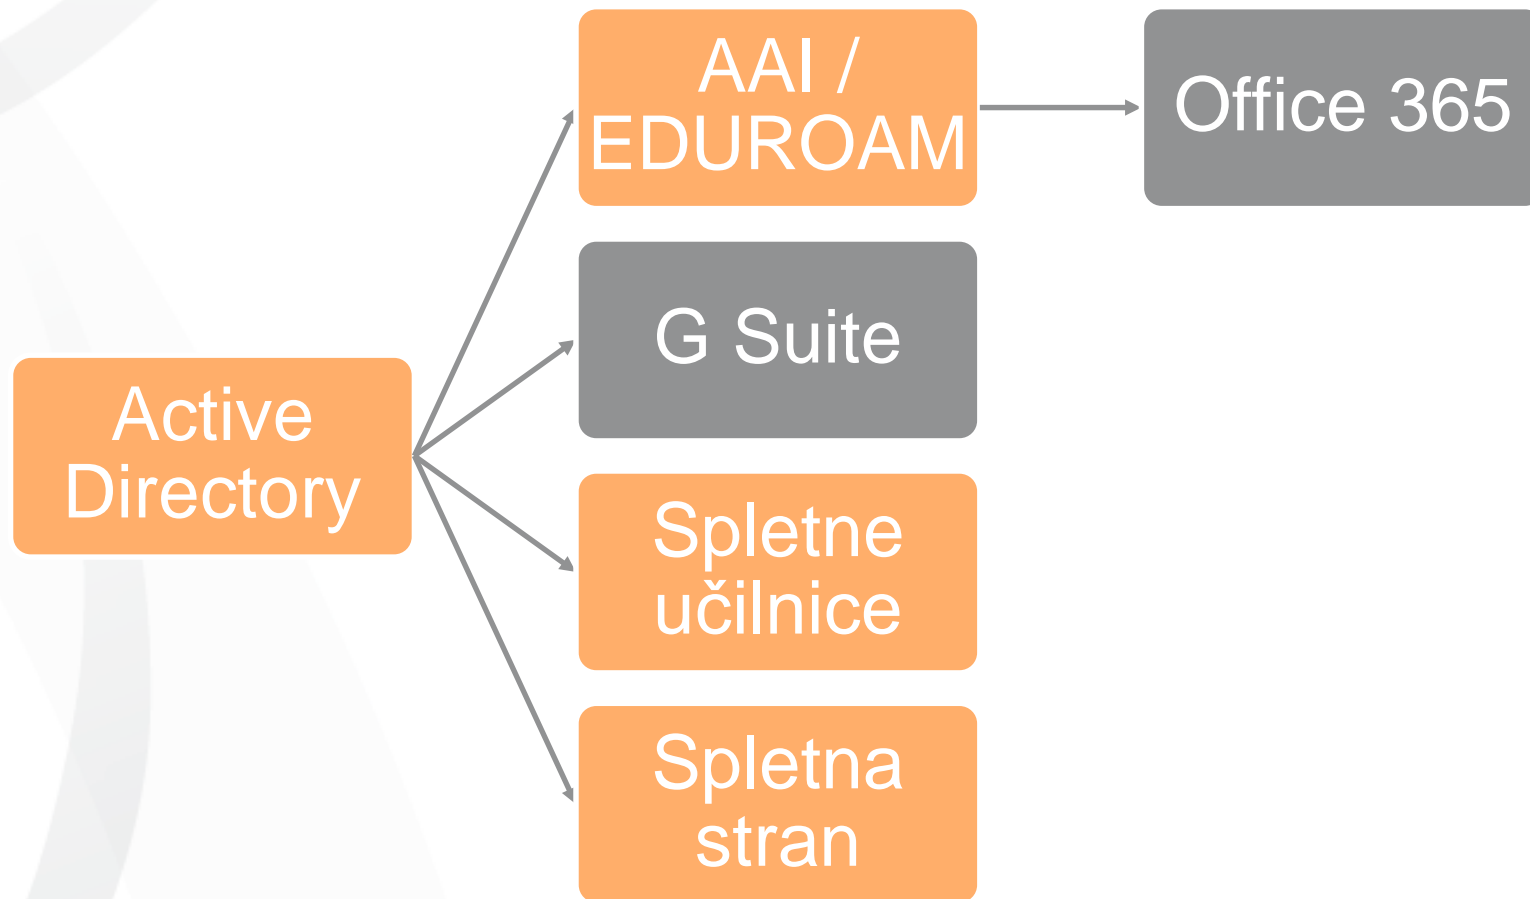 Active
Directory
AAI /
EDUROAM
Office 365
G Suite
Spletne
učilnice
Spletna
stran